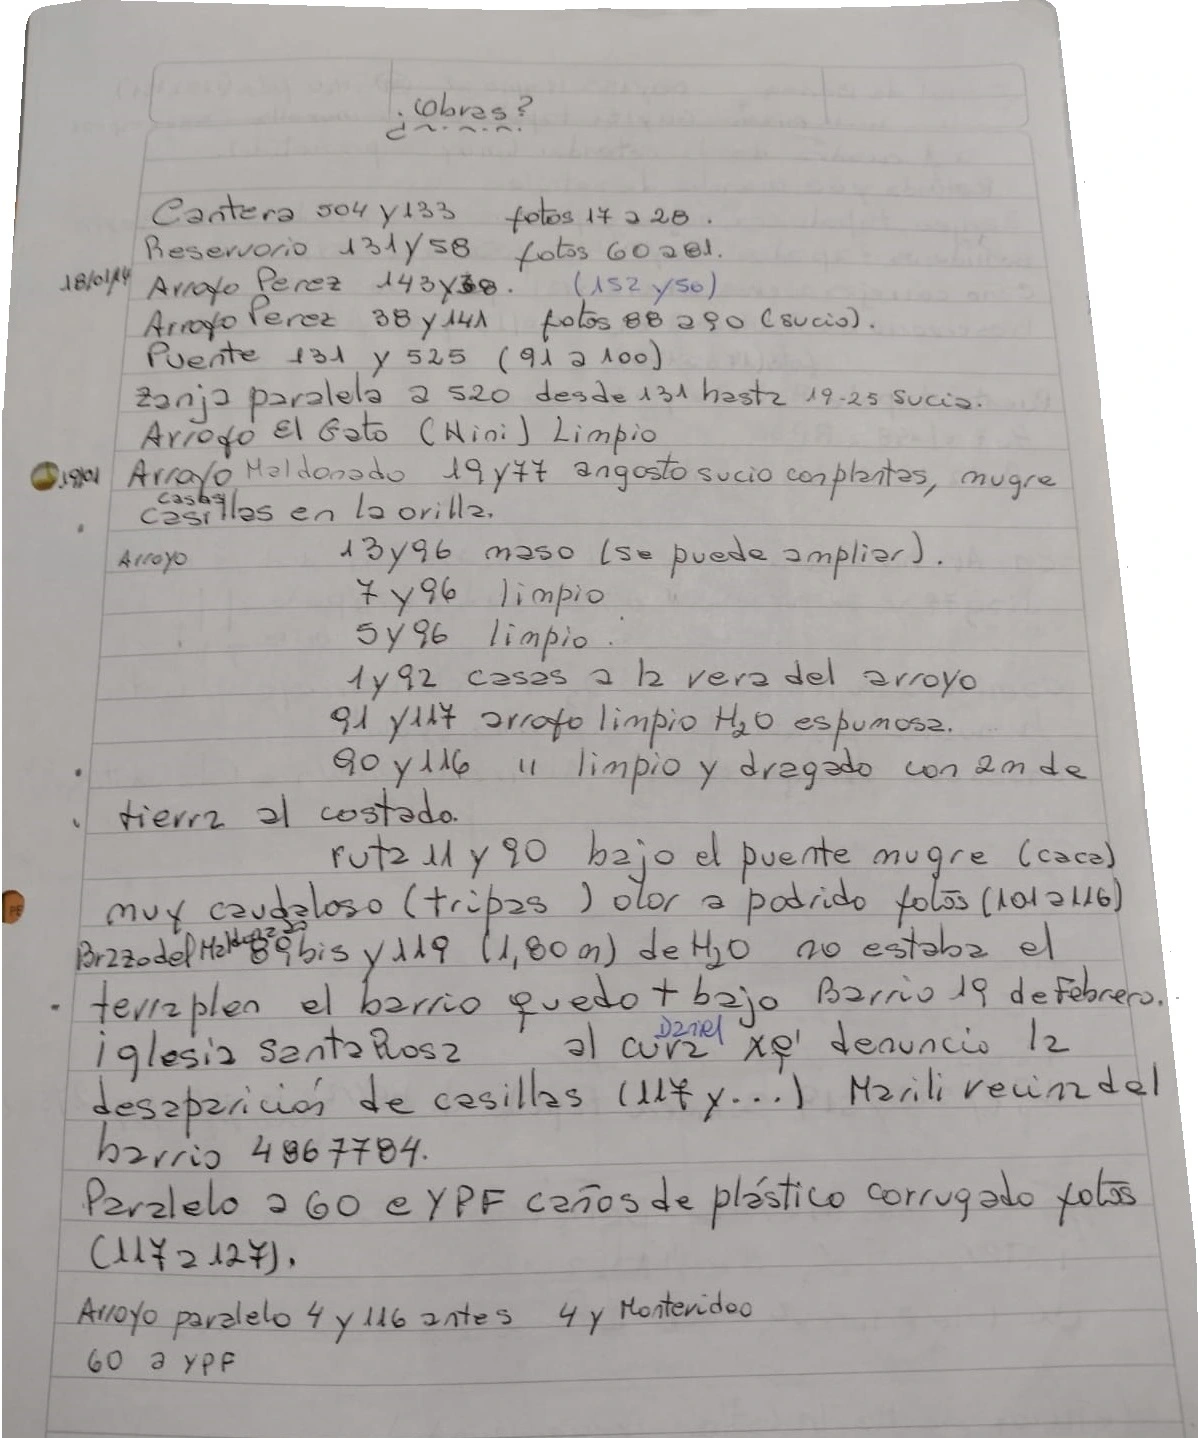 ¿Obras?
Cantera 504 y 133 fotos 17 a 28.
Reservorio 131 y 58 fotos 60 a 81.
18/01/14 Arroyo Perez 143 y 38. (152 y 50)
Arroyo Perez 38 y 141 fotos 88 a 90 (sucio).
Puente 131 y 525 (91 a 100)
zanja paralela a 520 desde 131 hasta 19-25 sucia.
Arroyo El Gato (Nini) Limpio
19/01 Arroyo Maldonado 19 y 77 angosto sucio con plantas, mugre
casas
casillas en la orilla.
Arroyo 13 y 96 maso (se puede ampliar).
7 y 96 limpio
5 y 96 limpio.
1 y 92 casas a la vera del arroyo
91 y 117 arroyo limpio H₂O espumosa.
90 y 116 " limpio y dragado con 2m de
tierra al costado.
ruta 11 y 90 bajo el puente mugre (caca)
muy caudaloso (tripas) olor a podrido fotos (101 a 116)
Brazo del Maldonado 89 bis y 119 (1,80 m) de H₂O no estaba el
terraplen el barrio quedo + bajo Barrio 19 de Febrero.
Daniel
iglesia Santa Rosa al cura xq' denuncio la
desaparición de casillas (117 y ...) Marili vecina del
barrio 4867784.
Paralelo a 60 e YPF caños de plástico corrugado fotos
(117 a 127).
Arroyo paralelo 4 y 116 antes 4 y Montevideo
60 a YPF